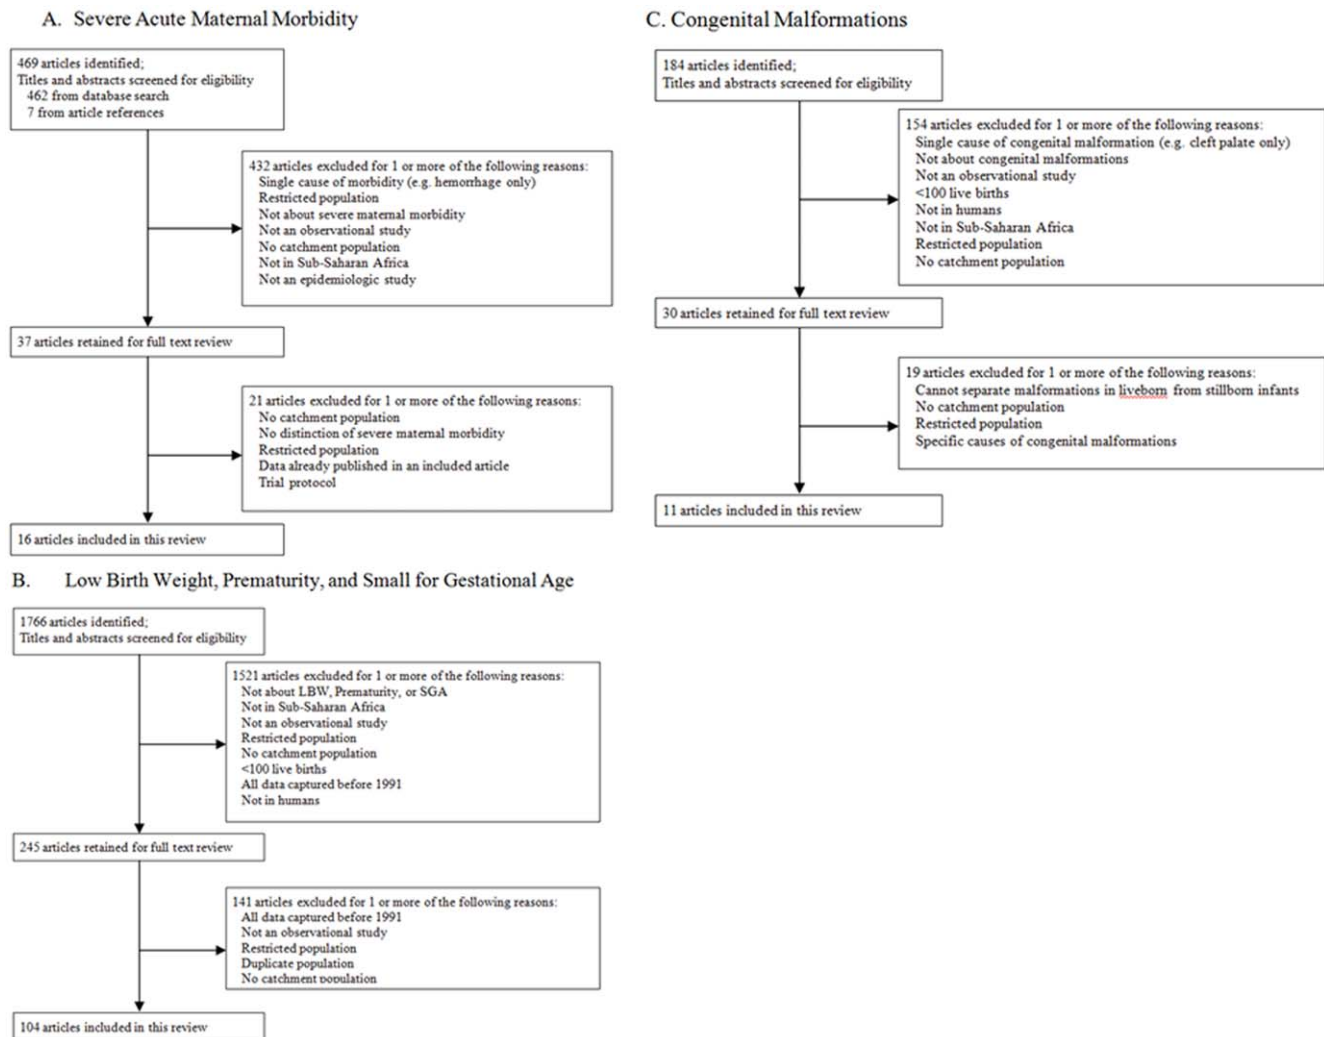 A. Severe Acute Maternal Morbidity
469 articles identified;
Titles and abstracts screened for eligibility
462 from database search
7 from article references
432 articles excluded for 1 or more of the following reasons:
Single cause of morbidity (e.g. hemorrhage only)
Restricted population
Not about severe maternal morbidity
Not an observational study
No catchment population
Not in Sub-Saharan Africa
Not an epidemiologic study
37 articles retained for full text review
21 articles excluded for 1 or more of the following reasons:
No catchment population
No distinction of severe maternal morbidity
Restricted population
Data already published in an included article
Trial protocol
16 articles included in this review
B. Low Birth Weight, Prematurity, and Small for Gestational Age
1766 articles identified;
Titles and abstracts screened for eligibility
1521 articles excluded for 1 or more of the following reasons:
Not about LBW, Prematurity, or SGA
Not in Sub-Saharan Africa
Not an observational study
Restricted population
No catchment population
<100 live births
All data captured before 1991
Not in humans
245 articles retained for full text review
141 articles excluded for 1 or more of the following reasons:
All data captured before 1991
Not an observational study
Restricted population
Duplicate population
No catchment population
104 articles included in this review
C. Congenital Malformations
184 articles identified;
Titles and abstracts screened for eligibility
154 articles excluded for 1 or more of the following reasons:
Single cause of congenital malformation (e.g. cleft palate only)
Not about congenital malformations
Not an observational study
<100 live births
Not in humans
Not in Sub-Saharan Africa
Restricted population
No catchment population
30 articles retained for full text review
19 articles excluded for 1 or more of the following reasons:
Cannot separate malformations in liveborn from stillborn infants
No catchment population
Restricted population
Specific causes of congenital malformations
11 articles included in this review